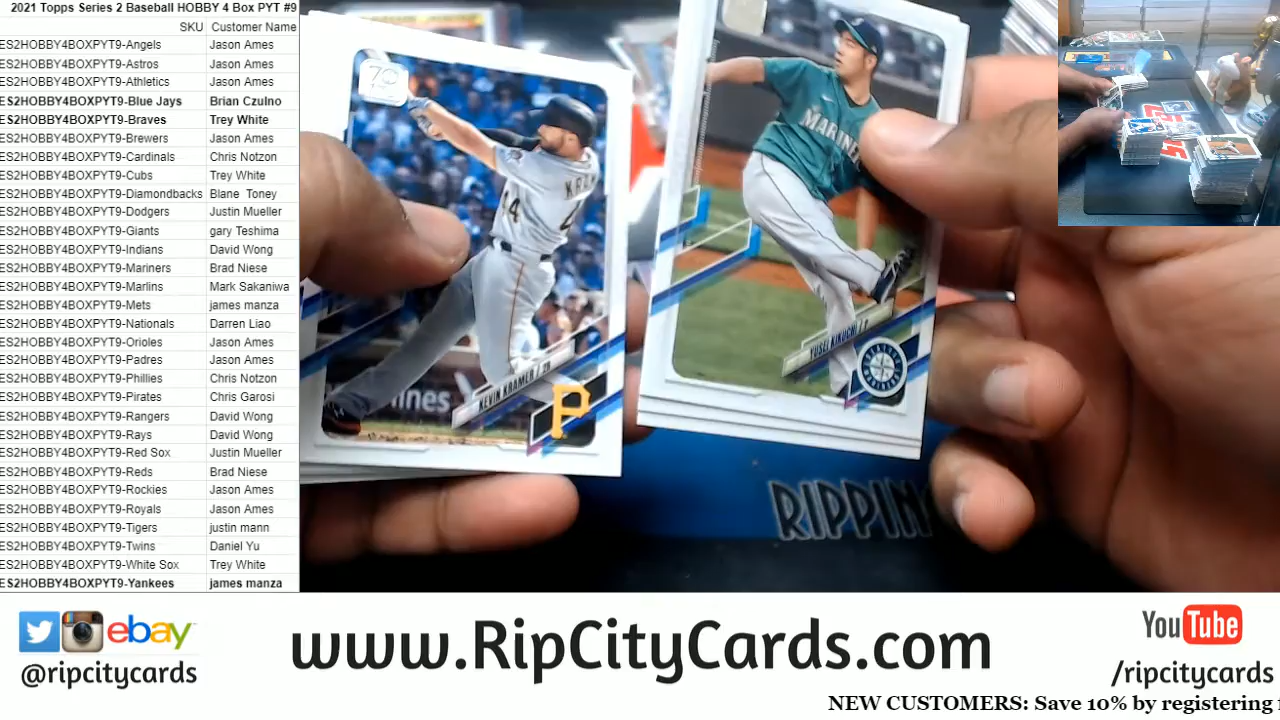 2021 Topps Series 2 Baseball HOBBY 4 Box PYT #9
SKU Customer Name
ES2HOBBY4BOXPYT9-Angels Jason Ames
ES2HOBBY4BOXPYT9-Astros Jason Ames
ES2HOBBY4BOXPYT9-Athletics Jason Ames
ES2HOBBY4BOXPYT9-Blue Jays Brian Czulno
ES2HOBBY4BOXPYT9-Braves Trey White
ES2HOBBY4BOXPYT9-Brewers Jason Ames
ES2HOBBY4BOXPYT9-Cardinals Chris Notzon
ES2HOBBY4BOXPYT9-Cubs Trey White
ES2HOBBY4BOXPYT9-Diamondbacks Blane Toney
ES2HOBBY4BOXPYT9-Dodgers Justin Mueller
ES2HOBBY4BOXPYT9-Giants gary Teshima
ES2HOBBY4BOXPYT9-Indians David Wong
ES2HOBBY4BOXPYT9-Mariners Brad Niese
ES2HOBBY4BOXPYT9-Marlins Mark Sakaniwa
ES2HOBBY4BOXPYT9-Mets james manza
ES2HOBBY4BOXPYT9-Nationals Darren Liao
ES2HOBBY4BOXPYT9-Orioles Jason Ames
ES2HOBBY4BOXPYT9-Padres Jason Ames
ES2HOBBY4BOXPYT9-Phillies Chris Notzon
ES2HOBBY4BOXPYT9-Pirates Chris Garosi
ES2HOBBY4BOXPYT9-Rangers David Wong
ES2HOBBY4BOXPYT9-Rays David Wong
ES2HOBBY4BOXPYT9-Red Sox Justin Mueller
ES2HOBBY4BOXPYT9-Reds Brad Niese
ES2HOBBY4BOXPYT9-Rockies Jason Ames
ES2HOBBY4BOXPYT9-Royals Jason Ames
ES2HOBBY4BOXPYT9-Tigers justin mann
ES2HOBBY4BOXPYT9-Twins Daniel Yu
ES2HOBBY4BOXPYT9-White Sox Trey White
ES2HOBBY4BOXPYT9-Yankees james manza
70
KEVIN KRAMER / 2B
P
MARINE
YUSEI KIKUCHI
RIPPIN
ebay
@ripcitycards
www.RipCityCards.com
YouTube
/ripcitycards
NEW CUSTOMERS: Save 10% by registering